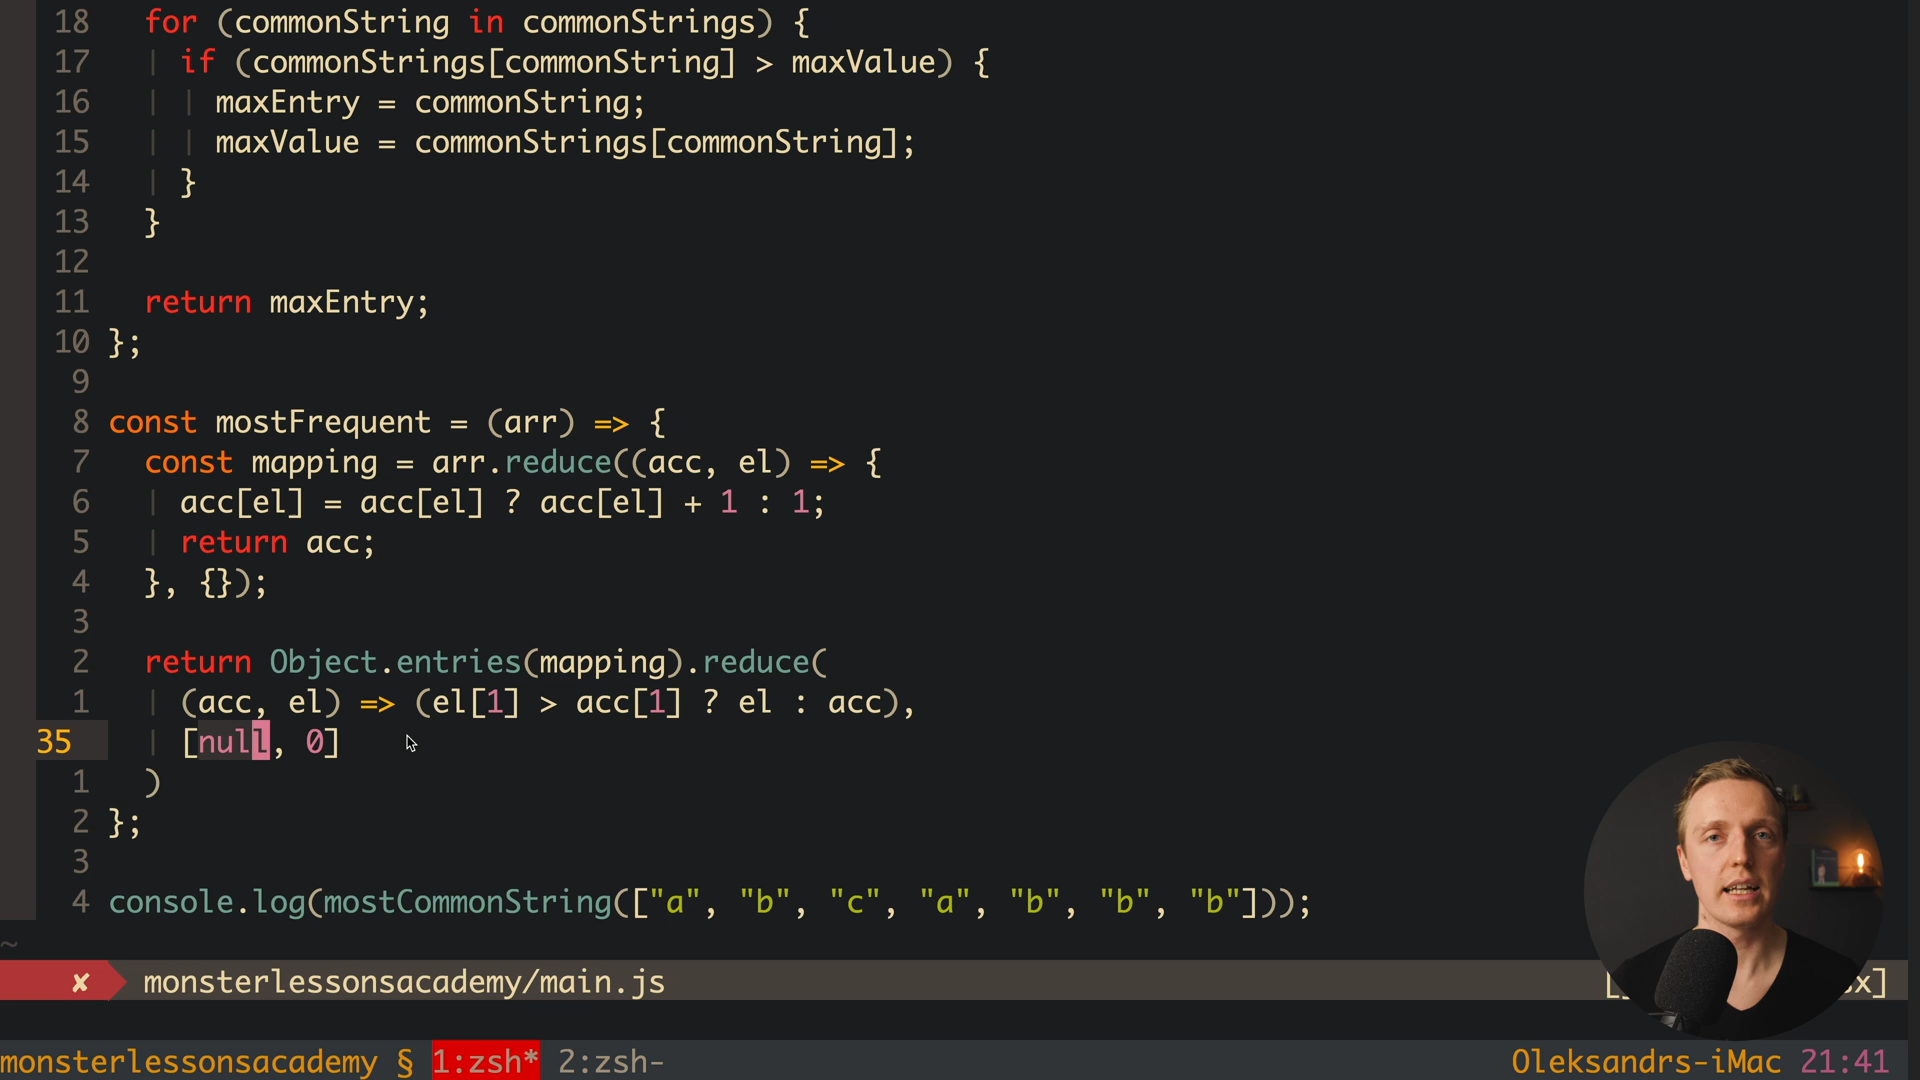 18 for (commonString in commonStrings) {
17 if (commonStrings[commonString] > maxValue) {
16 maxEntry = commonString;
15 maxValue = commonStrings[commonString];
14 }
13 }
12
11 return maxEntry;
10 };
9
8 const mostFrequent = (arr) => {
7 const mapping = arr.reduce((acc, el) => {
6 acc[el] = acc[el] ? acc[el] + 1 : 1;
5 return acc;
4 }, {});
3
2 return Object.entries(mapping).reduce(
1 (acc, el) => (el[1] > acc[1] ? el : acc),
35 [null, 0]
1 )
2 };
3
4 console.log(mostCommonString(["a", "b", "c", "a", "b", "b", "b"]));
~
✘ monsterlessonsacademy/main.js
monsterlessonsacademy § 1:zsh* 2:zsh- Oleksandrs-iMac 21:41